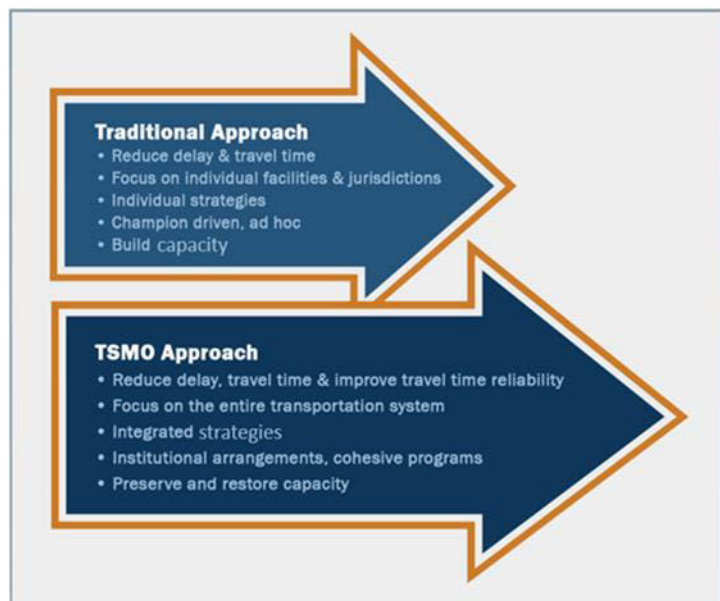 Traditional Approach
• Reduce delay & travel time
• Focus on individual facilities & jurisdictions
• Individual strategies
• Champion driven, ad hoc
• Build capacity
TSMO Approach
• Reduce delay, travel time & improve travel time reliability
• Focus on the entire transportation system
• Integrated strategies
• Institutional arrangements, cohesive programs
• Preserve and restore capacity